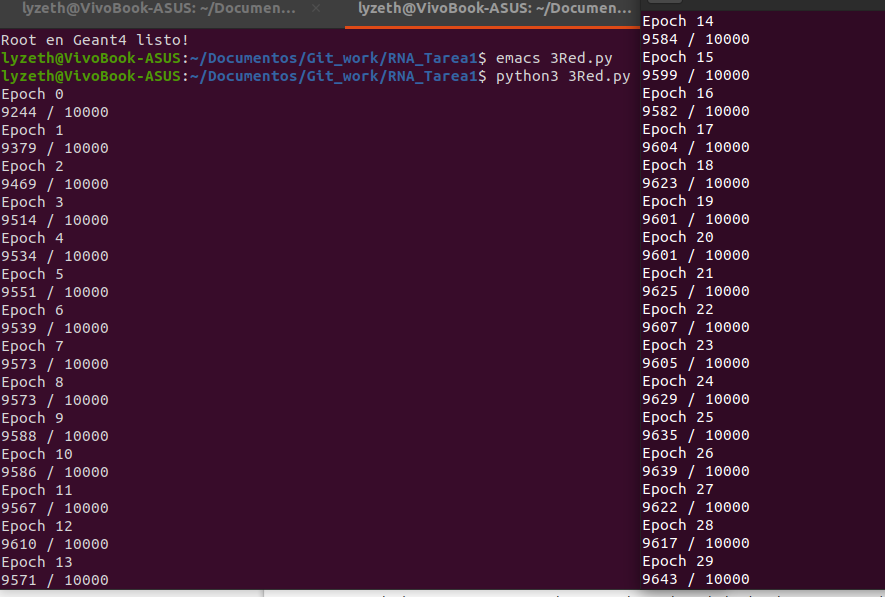 lyzeth@VivoBook-ASUS: ~/Documen...
lyzeth@VivoBook-ASUS: ~/Documen...
Root en Geant4 listo!
lyzeth@VivoBook-ASUS:~/Documentos/Git_work/RNA_Tarea1$ emacs 3Red.py
lyzeth@VivoBook-ASUS:~/Documentos/Git_work/RNA_Tarea1$ python3 3Red.py
Epoch 0
9244 / 10000
Epoch 1
9379 / 10000
Epoch 2
9469 / 10000
Epoch 3
9514 / 10000
Epoch 4
9534 / 10000
Epoch 5
9551 / 10000
Epoch 6
9539 / 10000
Epoch 7
9573 / 10000
Epoch 8
9573 / 10000
Epoch 9
9588 / 10000
Epoch 10
9586 / 10000
Epoch 11
9567 / 10000
Epoch 12
9610 / 10000
Epoch 13
9571 / 10000
Epoch 14
9584 / 10000
Epoch 15
9599 / 10000
Epoch 16
9582 / 10000
Epoch 17
9604 / 10000
Epoch 18
9623 / 10000
Epoch 19
9601 / 10000
Epoch 20
9601 / 10000
Epoch 21
9625 / 10000
Epoch 22
9607 / 10000
Epoch 23
9605 / 10000
Epoch 24
9629 / 10000
Epoch 25
9635 / 10000
Epoch 26
9639 / 10000
Epoch 27
9622 / 10000
Epoch 28
9617 / 10000
Epoch 29
9643 / 10000